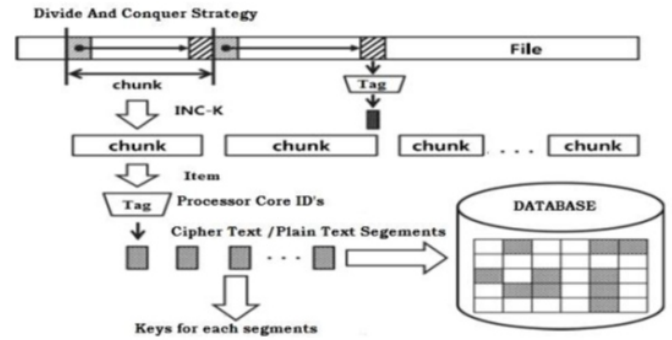 Divide And Conquer Strategy
File
chunk
Tag
INC-K
chunk chunk chunk .... chunk
Item
Tag Processor Core ID's
DATABASE
Cipher Text /Plain Text Segements
...
Keys for each segments